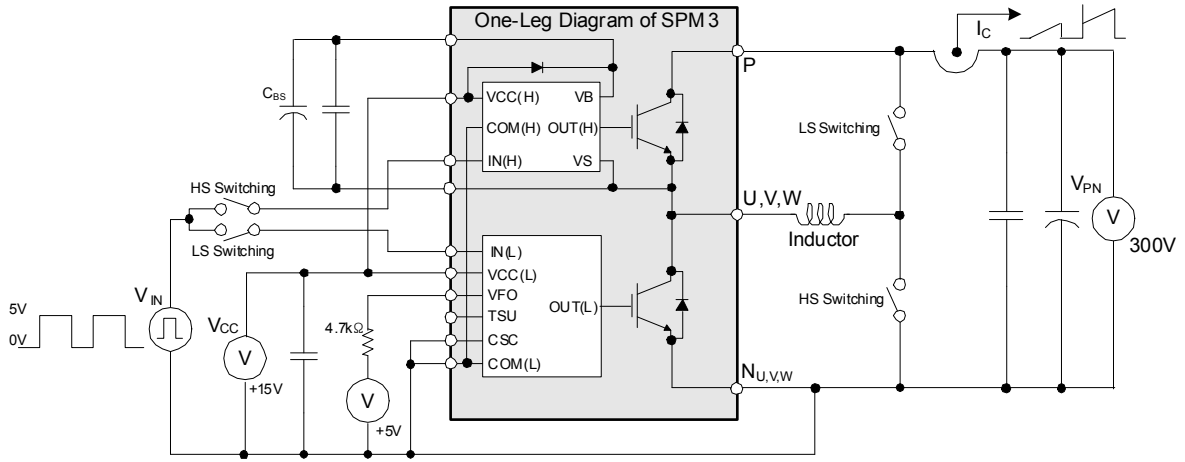 One-Leg Diagram of SPM 3
I_C
P
C_BS
VCC(H)
VB
COM(H)
OUT(H)
IN(H)
VS
LS Switching
HS Switching
LS Switching
U,V,W
Inductor
V_PN
V
300V
IN(L)
VCC(L)
VFO
OUT(L)
TSU
CSC
COM(L)
HS Switching
V_IN
5V
0V
V_CC
V
+15V
4.7kΩ
V
+5V
N_U,V,W